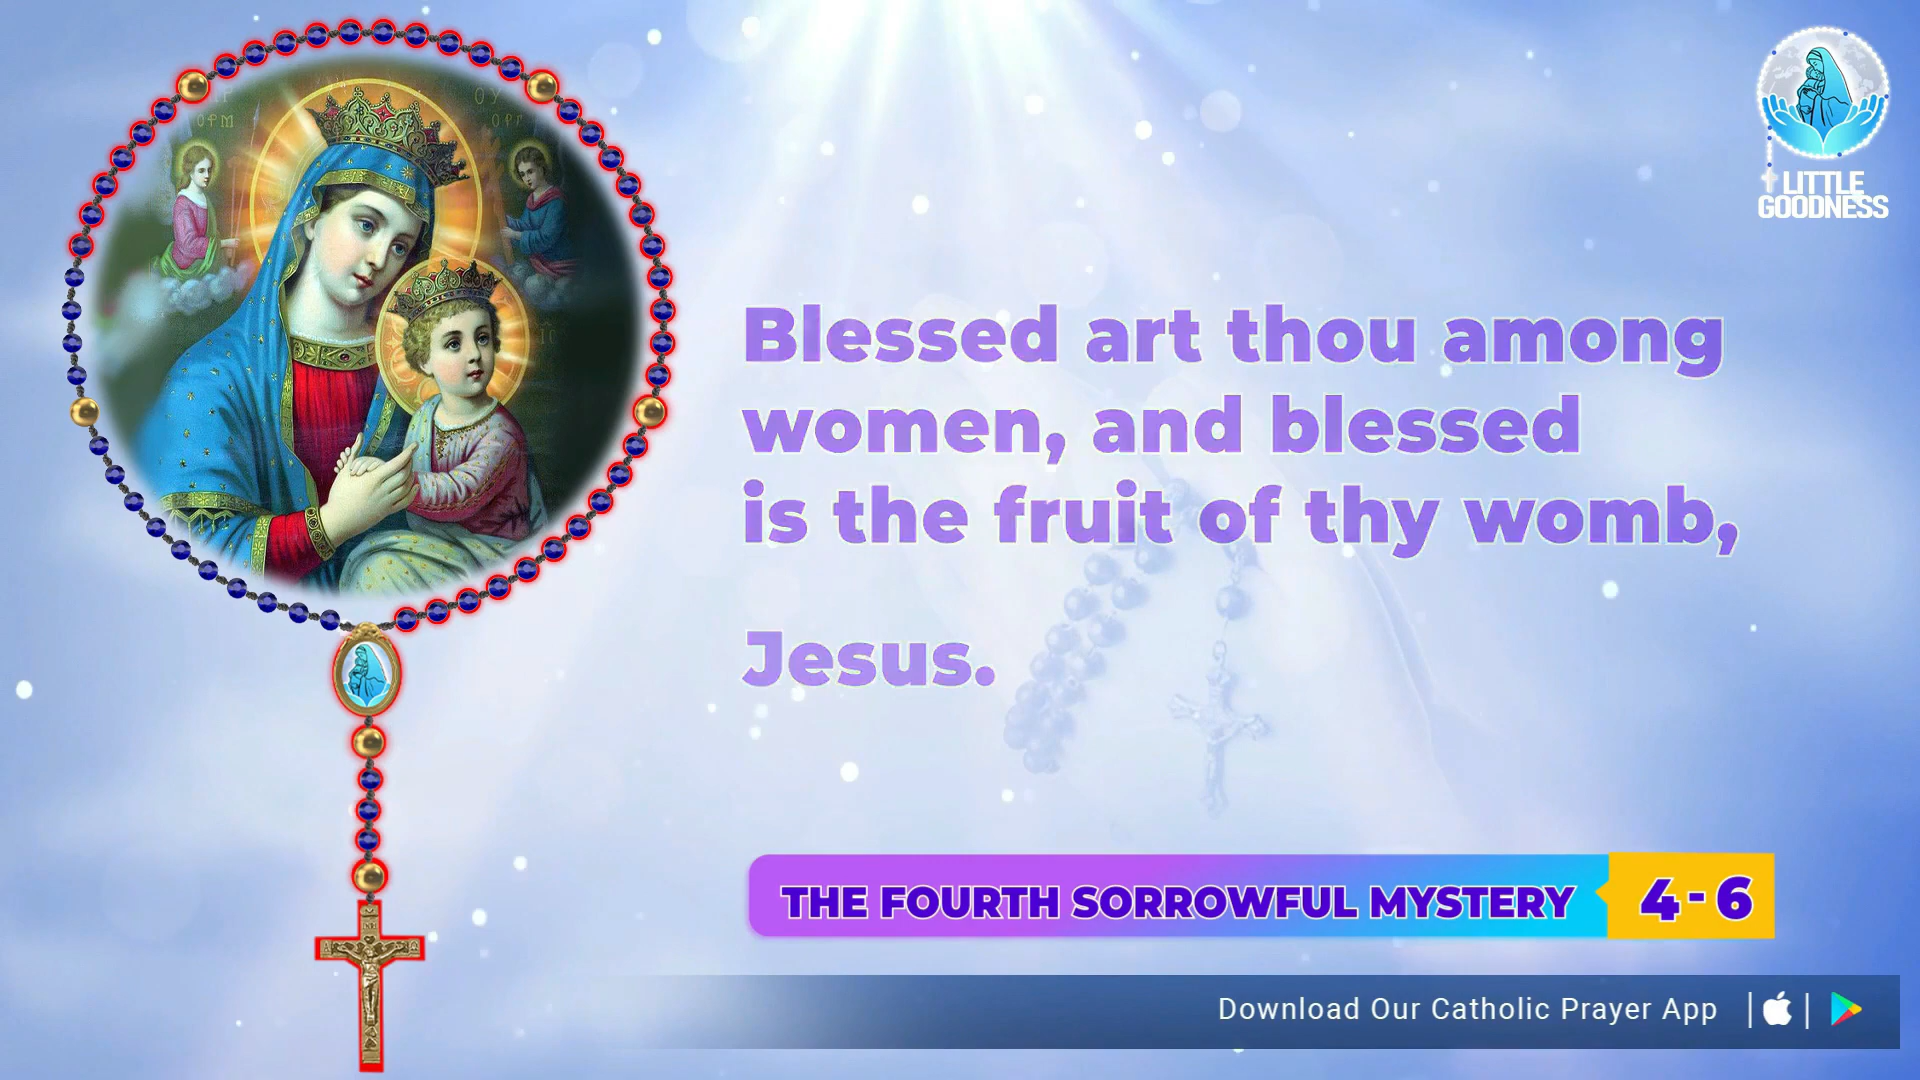 LITTLE
GOODNESS
Blessed art thou among
women, and blessed
is the fruit of thy womb,
Jesus.
THE FOURTH SORROWFUL MYSTERY
4 - 6
Download Our Catholic Prayer App